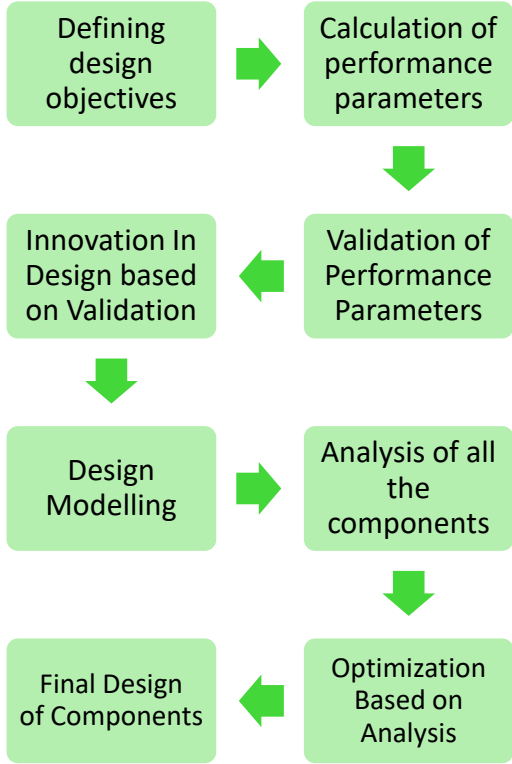 Defining
design
objectives
Calculation of
performance
parameters
Validation of
Performance
Parameters
Innovation In
Design based
on Validation
Design
Modelling
Analysis of all
the
components
Optimization
Based on
Analysis
Final Design
of Components